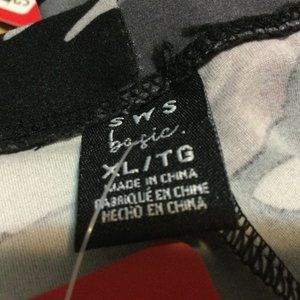 SWS
basic.
XL/TG
MADE IN CHINA
FABRIQUÉ EN CHINE
HECHO EN CHINA